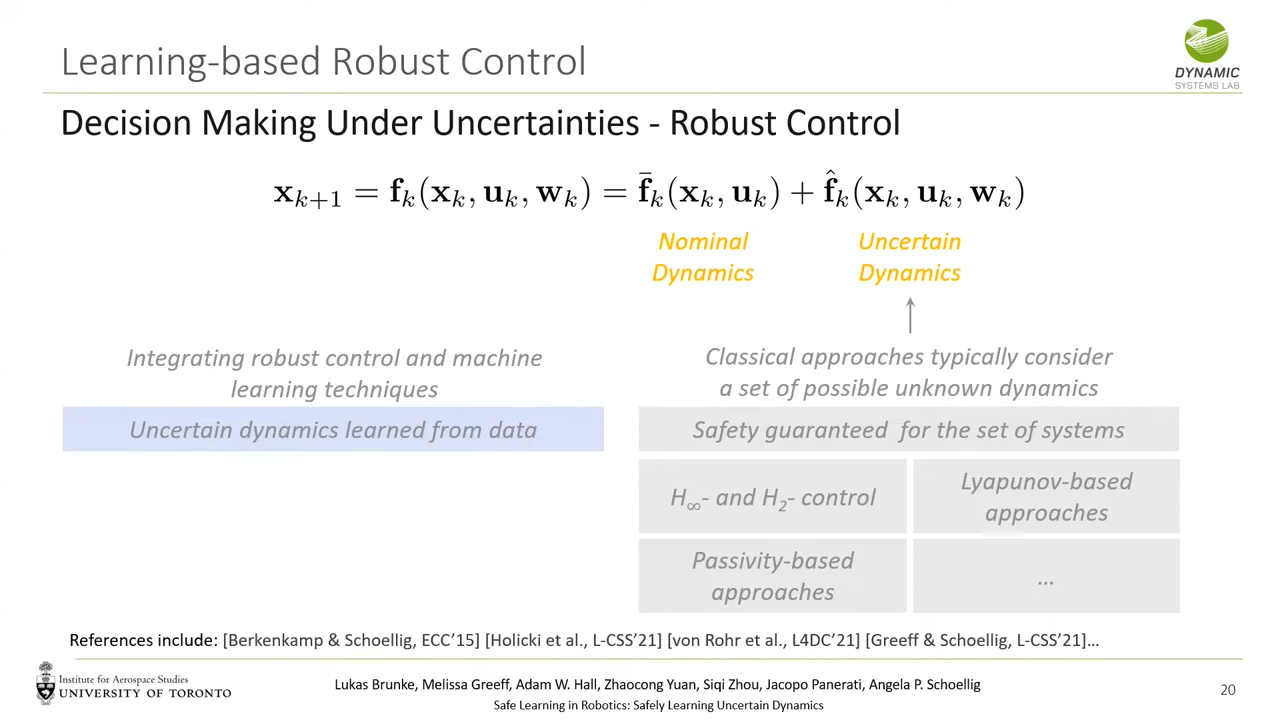 Learning-based Robust Control
DYNAMIC
SYSTEMS LAB
Decision Making Under Uncertainties - Robust Control
x_{k+1} = f_k(x_k, u_k, w_k) = f̄_k(x_k, u_k) + f̂_k(x_k, u_k, w_k)
Nominal
Dynamics
Uncertain
Dynamics
Integrating robust control and machine
learning techniques
Uncertain dynamics learned from data
Classical approaches typically consider
a set of possible unknown dynamics
Safety guaranteed for the set of systems
H∞- and H₂- control
Lyapunov-based
approaches
Passivity-based
approaches
...
References include: [Berkenkamp & Schoellig, ECC’15] [Holicki et al., L-CSS’21] [von Rohr et al., L4DC’21] [Greeff & Schoellig, L-CSS’21]…
Institute for Aerospace Studies
UNIVERSITY OF TORONTO
Lukas Brunke, Melissa Greeff, Adam W. Hall, Zhaocong Yuan, Siqi Zhou, Jacopo Panerati, Angela P. Schoellig
Safe Learning in Robotics: Safely Learning Uncertain Dynamics
20